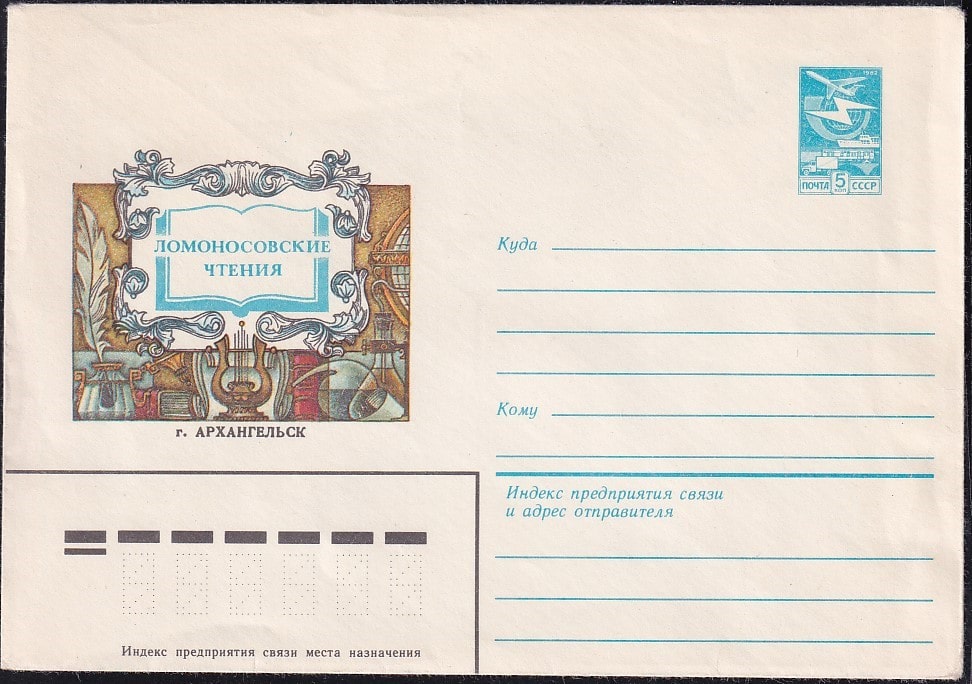 1982
ПОЧТА 5 КОП СССР
ЛОМОНОСОВСКИЕ
ЧТЕНИЯ
г. АРХАНГЕЛЬСК
Куда
Кому
Индекс предприятия связи
и адрес отправителя
Индекс предприятия связи места назначения